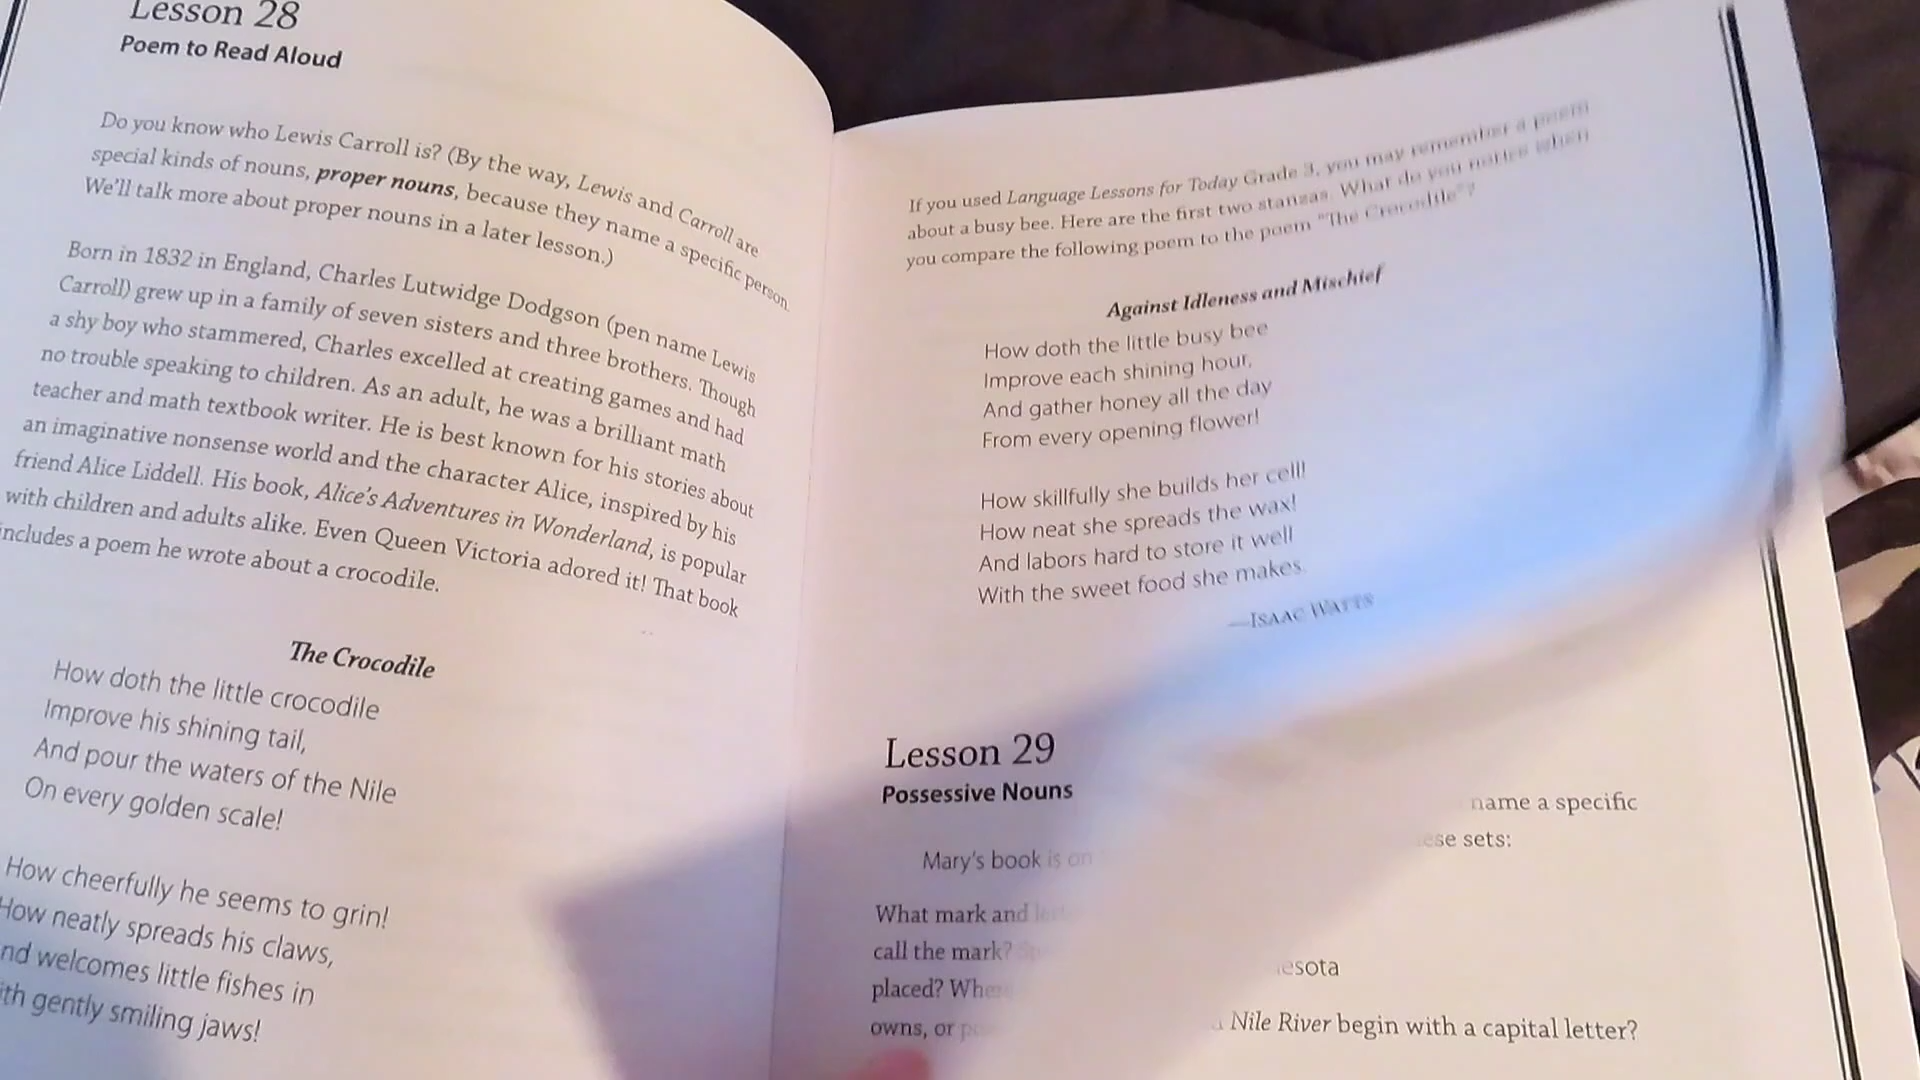 Lesson 28
Poem to Read Aloud
Do you know who Lewis Carroll is? (By the way, Lewis and Carroll are
special kinds of nouns, proper nouns, because they name a specific person.
We'll talk more about proper nouns in a later lesson.)
Born in 1832 in England, Charles Lutwidge Dodgson (pen name Lewis
Carroll) grew up in a family of seven sisters and three brothers. Though
a shy boy who stammered, Charles excelled at creating games and had
no trouble speaking to children. As an adult, he was a brilliant math
teacher and math textbook writer. He is best known for his stories about
an imaginative nonsense world and the character Alice, inspired by his
friend Alice Liddell. His book, Alice's Adventures in Wonderland, is popular
with children and adults alike. Even Queen Victoria adored it! That book
includes a poem he wrote about a crocodile.
The Crocodile
How doth the little crocodile
Improve his shining tail,
And pour the waters of the Nile
On every golden scale!
How cheerfully he seems to grin!
How neatly spreads his claws,
nd welcomes little fishes in
ith gently smiling jaws!
If you used Language Lessons for Today Grade 3, you may remember a poem
about a busy bee. Here are the first two stanzas. What do you notice when
you compare the following poem to the poem "The Crocodile"?
Against Idleness and Mischief
How doth the little busy bee
Improve each shining hour,
And gather honey all the day
From every opening flower!
How skillfully she builds her cell!
How neat she spreads the wax!
And labors hard to store it well
With the sweet food she makes.
—Isaac Watts
Lesson 29
Possessive Nouns
name a specific
ese sets:
Mary's book is on
What mark and
call the mark?
esota
placed?
owns, or
Nile River begin with a capital letter?